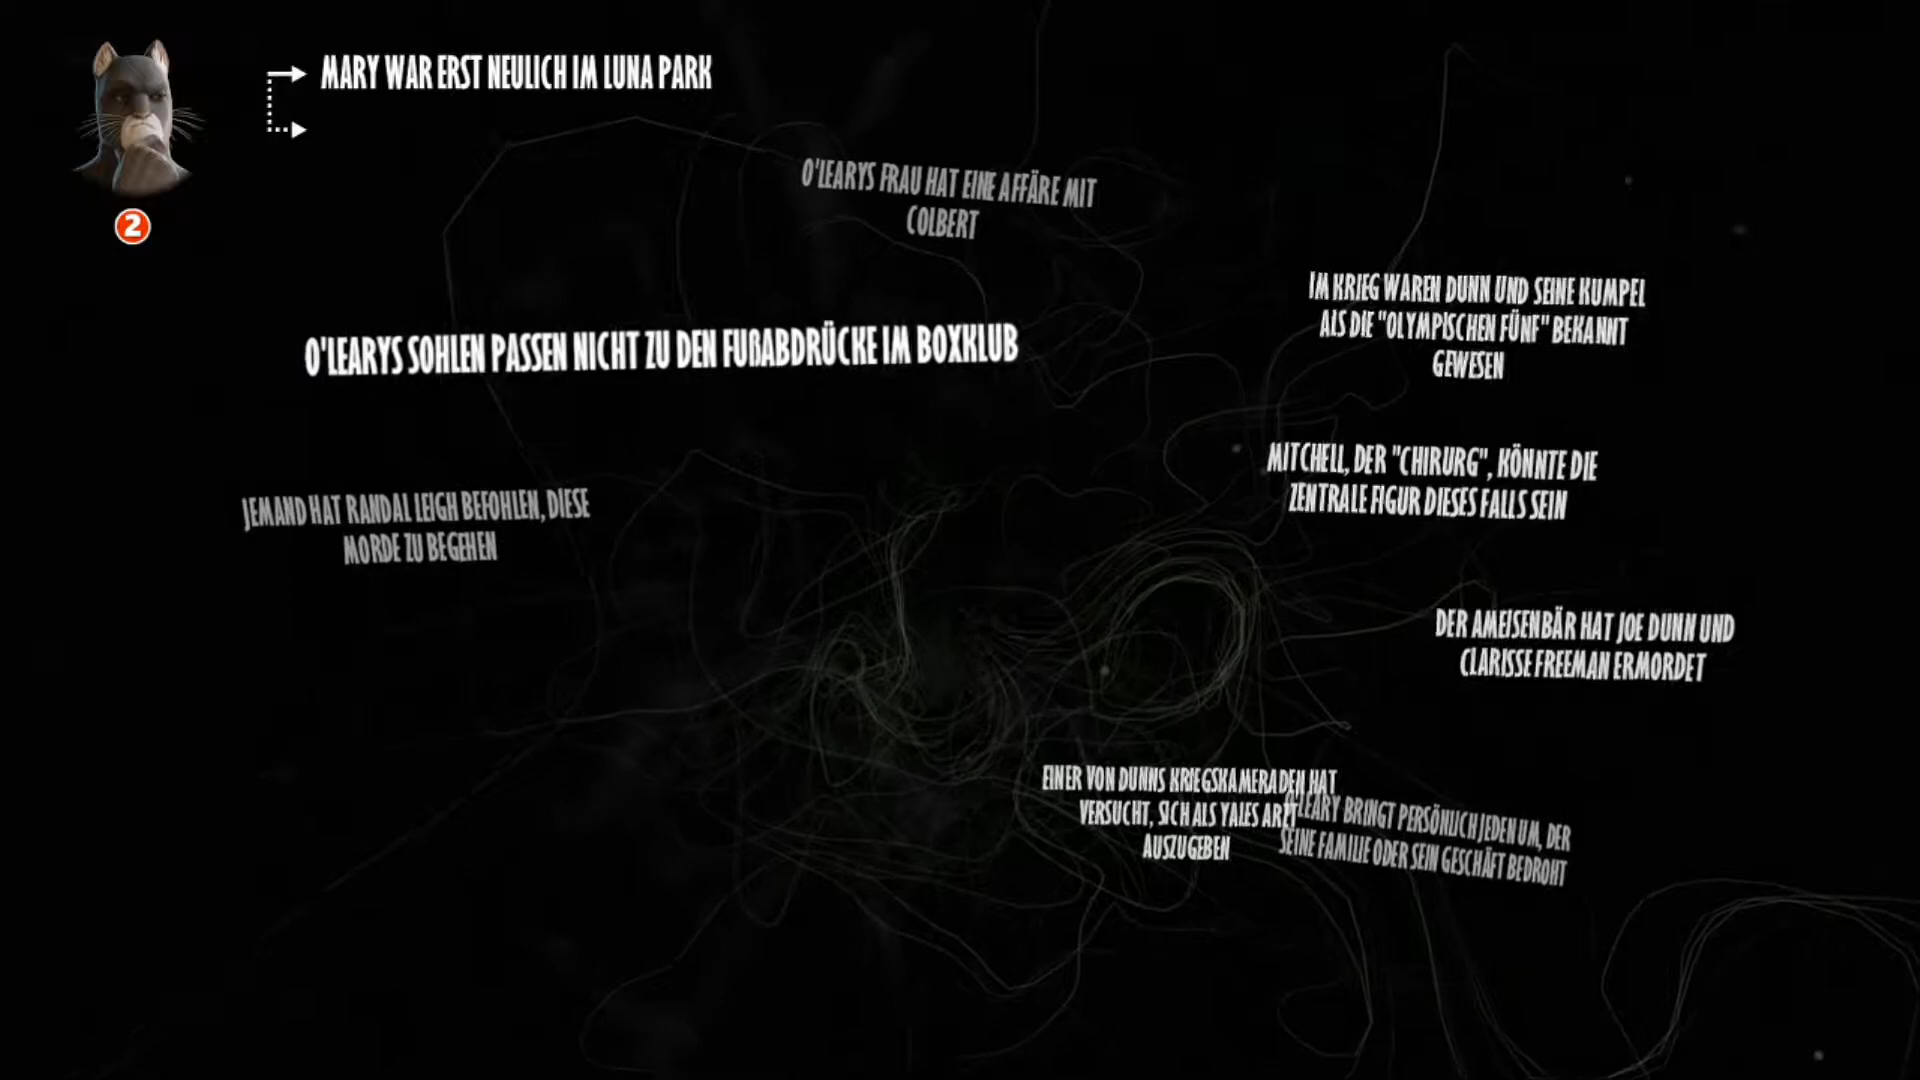 MARY WAR ERST NEULICH IM LUNA PARK
2
O'LEARYS FRAU HAT EINE AFFÄRE MIT
COLBERT
IM KRIEG WAREN DUNN UND SEINE KUMPEL
ALS DIE "OLYMPISCHEN FÜNF" BEKANNT
GEWESEN
O'LEARYS SOHLEN PASSEN NICHT ZU DEN FUßABDRÜCKE IM BOXKLUB
MITCHELL, DER "CHIRURG", KÖNNTE DIE
ZENTRALE FIGUR DIESES FALLS SEIN
JEMAND HAT RANDAL LEIGH BEFOHLEN, DIESE
MORDE ZU BEGEHEN
DER AMEISENBÄR HAT JOE DUNN UND
CLARISSE FREEMAN ERMORDET
EINER VON DUNNS KRIEGSKAMERADEN HAT
VERSUCHT, SICH ALS YALES ARZT
AUSZUGEBEN
O'LEARY BRINGT PERSÖNLICH JEDEN UM, DER
SEINE FAMILIE ODER SEIN GESCHÄFT BEDROHT